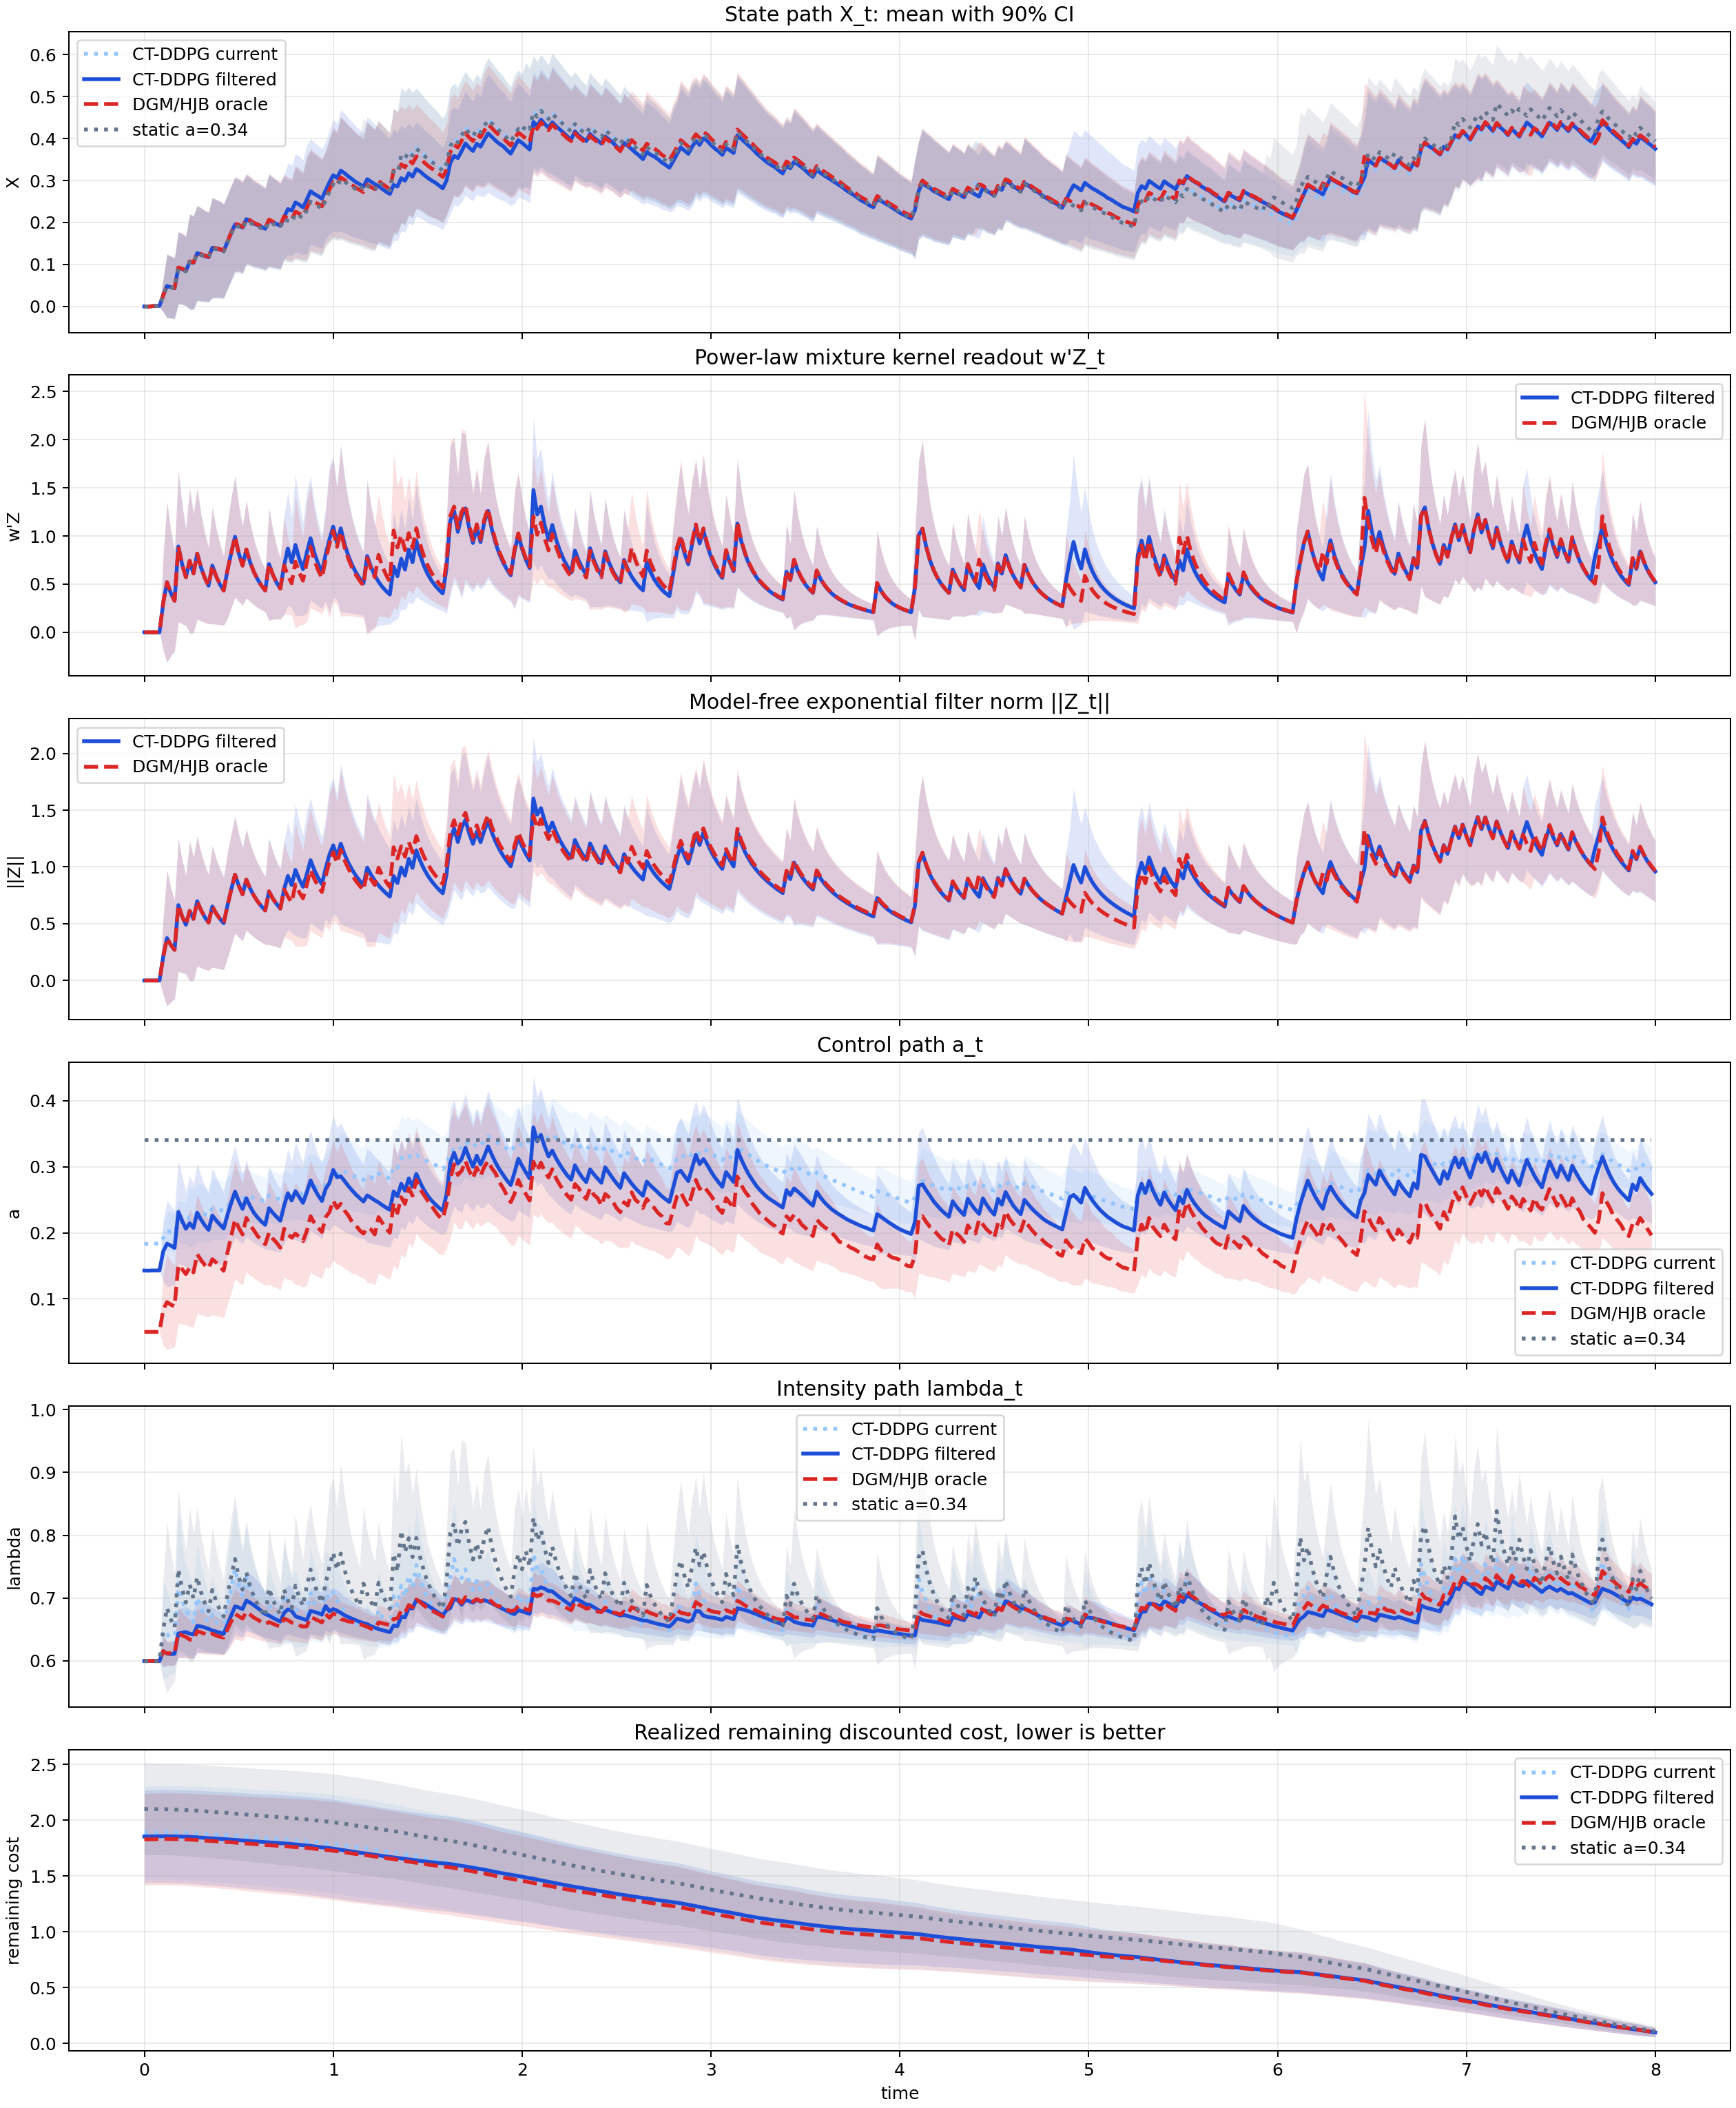 State path X_t: mean with 90% CI
0.6
0.5
0.4
0.3
0.2
0.1
0.0
X
CT-DDPG current
CT-DDPG filtered
DGM/HJB oracle
static a=0.34
Power-law mixture kernel readout w'Z_t
2.5
2.0
1.5
1.0
0.5
0.0
w'Z
CT-DDPG filtered
DGM/HJB oracle
Model-free exponential filter norm ||Z_t||
2.0
1.5
1.0
0.5
0.0
||Z||
CT-DDPG filtered
DGM/HJB oracle
Control path a_t
0.4
0.3
0.2
0.1
a
CT-DDPG current
CT-DDPG filtered
DGM/HJB oracle
static a=0.34
Intensity path lambda_t
1.0
0.9
0.8
0.7
0.6
lambda
CT-DDPG current
CT-DDPG filtered
DGM/HJB oracle
static a=0.34
Realized remaining discounted cost, lower is better
2.5
2.0
1.5
1.0
0.5
0.0
remaining cost
CT-DDPG current
CT-DDPG filtered
DGM/HJB oracle
static a=0.34
0 1 2 3 4 5 6 7 8
time